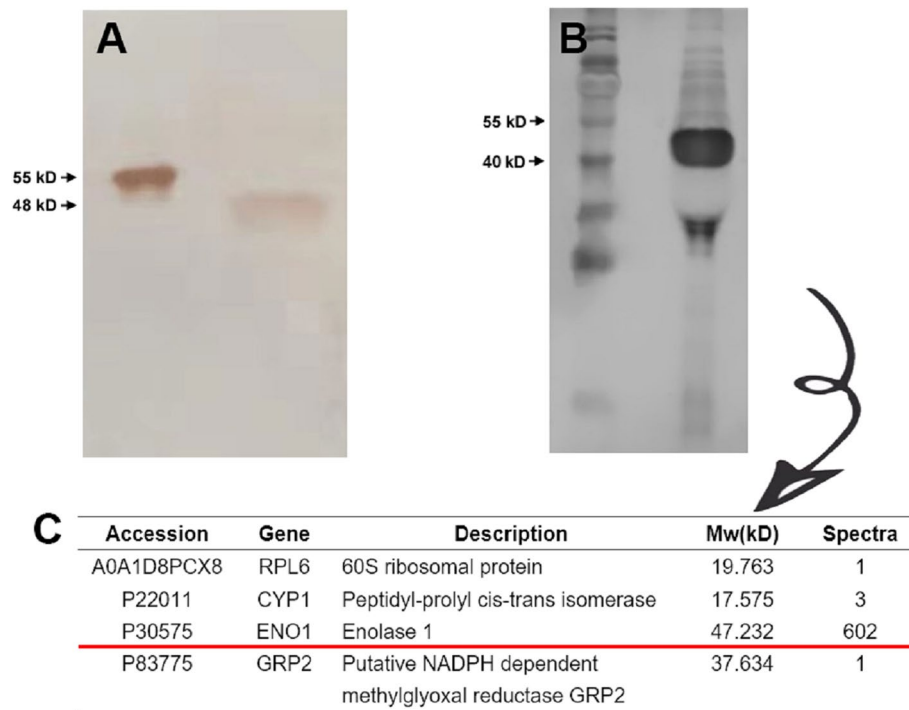 A
B
55 kD
48 kD
55 kD
40 kD
C
Accession Gene Description Mw(kD) Spectra
A0A1D8PCX8 RPL6 60S ribosomal protein 19.763 1
P22011 CYP1 Peptidyl-prolyl cis-trans isomerase 17.575 3
P30575 ENO1 Enolase 1 47.232 602
P83775 GRP2 Putative NADPH dependent 37.634 1
methylglyoxal reductase GRP2